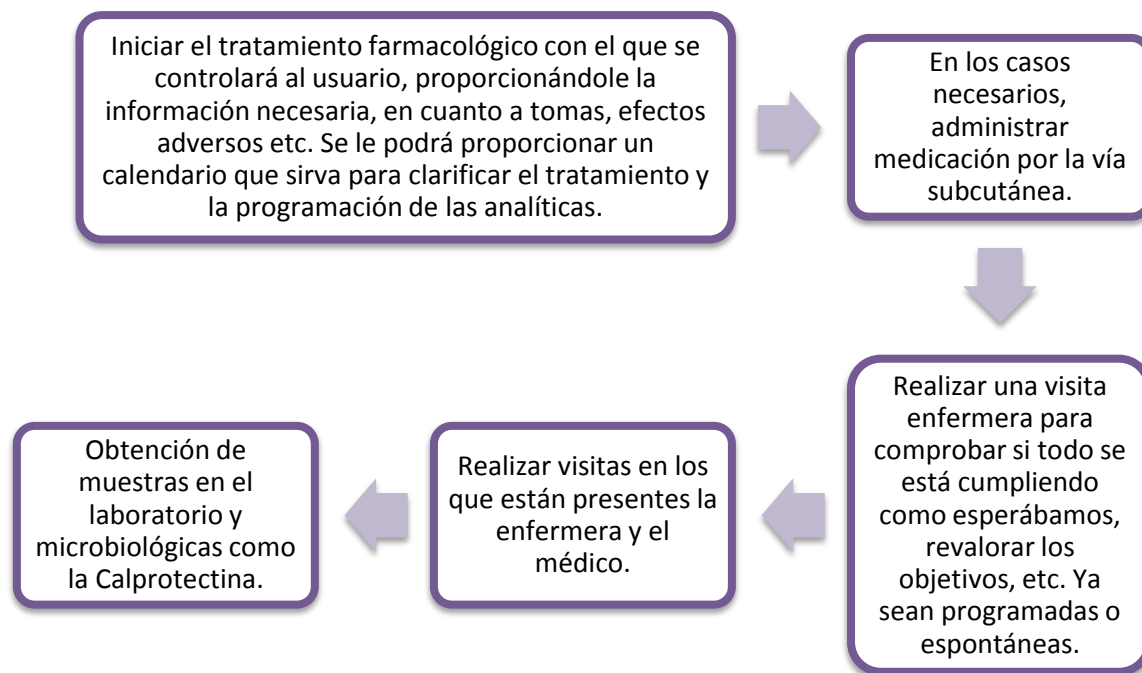 Iniciar el tratamiento farmacológico con el que se
controlará al usuario, proporcionándole la
información necesaria, en cuanto a tomas, efectos
adversos etc. Se le podrá proporcionar un
calendario que sirva para clarificar el tratamiento y
la programación de las analíticas.
En los casos
necesarios,
administrar
medicación por la vía
subcutánea.
Realizar una visita
enfermera para
comprobar si todo se
está cumpliendo
como esperábamos,
revalorar los
objetivos, etc. Ya
sean programadas o
espontáneas.
Realizar visitas en los
que están presentes la
enfermera y el
médico.
Obtención de
muestras en el
laboratorio y
microbiológicas como
la Calprotectina.